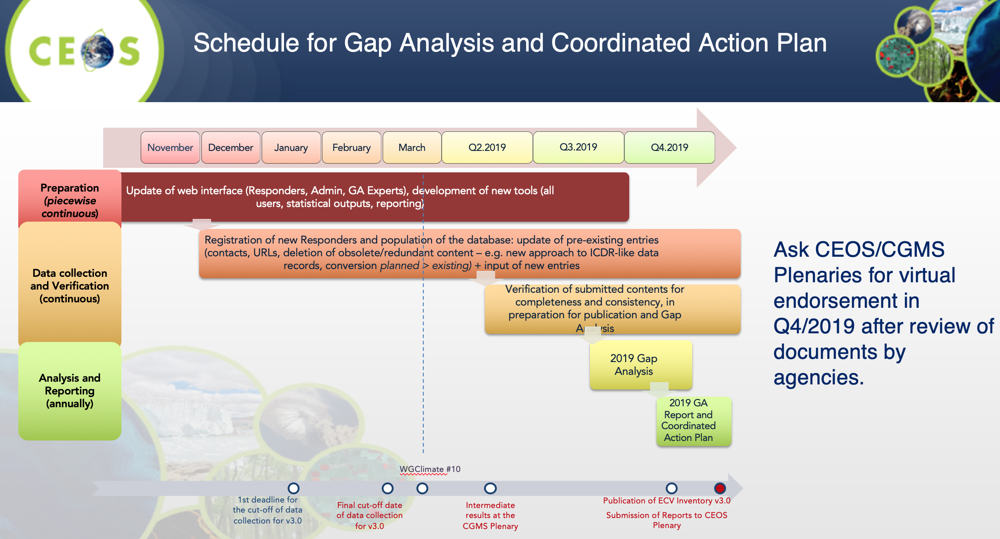 CEOS
Schedule for Gap Analysis and Coordinated Action Plan
November
December
January
February
March
Q2.2019
Q3.2019
Q4.2019
Preparation
(piecewise
continuous)
Update of web interface (Responders, Admin, GA Experts), development of new tools (all
users, statistical outputs, reporting)
Data collection
and Verification
(continuous)
Registration of new Responders and population of the database: update of pre-existing entries
(contacts, URLs, deletion of obsolete/redundant content – e.g. new approach to ICDR-like data
records, conversion planned > existing) + input of new entries
Verification of submitted contents for
completeness and consistency, in
preparation for publication and Gap
Analysis
Analysis and
Reporting
(annually)
2019 Gap
Analysis
2019 GA
Report and
Coordinated
Action Plan
Ask CEOS/CGMS
Plenaries for virtual
endorsement in
Q4/2019 after review of
documents by
agencies.
WGClimate #10
1st deadline for
the cut-off of data
collection for v3.0
Final cut-off date
of data collection
for v3.0
Intermediate
results at the
CGMS Plenary
Publication of ECV Inventory v3.0
Submission of Reports to CEOS
Plenary